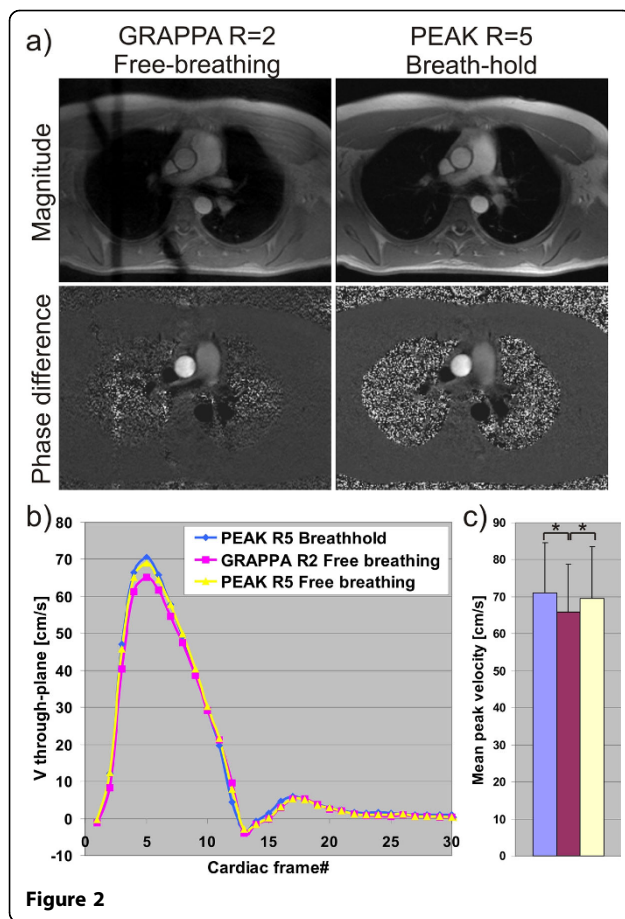 a)
GRAPPA R=2
Free-breathing
PEAK R=5
Breath-hold
Magnitude
Phase difference
b)
80
70
60
50
40
30
20
10
0
-10
V through-plane [cm/s]
PEAK R5 Breathhold
GRAPPA R2 Free breathing
PEAK R5 Free breathing
0
5
10
15
20
25
30
Cardiac frame#
c)
90
80
70
60
50
40
30
20
10
0
Mean peak velocity [cm/s]
* *
Figure 2